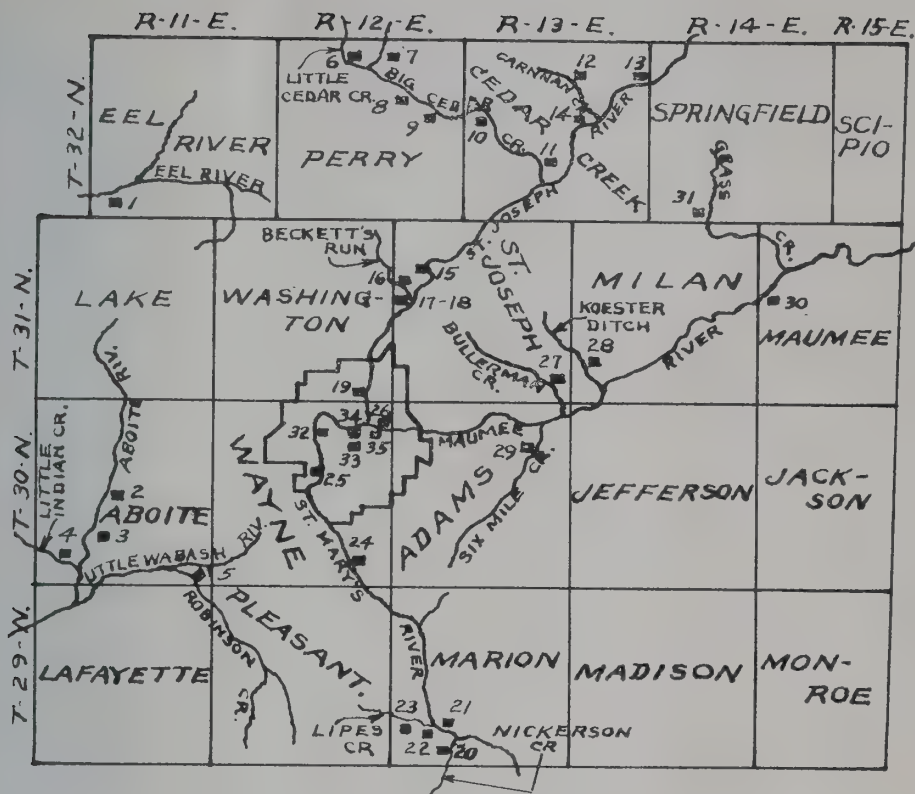 R-11-E. R-12-E. R-13-E. R-14-E. R-15-E.
T-32-N.
T-31-N.
T-30-N.
T-29-W.
EEL
RIVER
EEL RIVER
1
6
7
LITTLE
CEDAR CR.
BIG
CEDAR
CR.
8
9
10
PERRY
12
13
CARNNAN CR.
CEDAR
CREEK
14
RIVER
11
ST. JOSEPH
SPRINGFIELD
GRASS
CR.
31
SCI-
PIO
BECKETT'S
RUN
LAKE
WASHING-
TON
16
15
17-18
ST.
JOSEPH
BULLERMAN
CR.
27
MILAN
KOESTER
DITCH
28
RIVER
30
MAUMEE
ABOITE
RIV.
19
32
34
26
33
35
25
MAUMEE
WAYNE
ST. MARY'S
24
RIVER
ADAMS
29
SIX MILE CR.
JEFFERSON
JACK-
SON
LITTLE
INDIAN CR.
2
ABOITE
3
4
LITTLE WABASH
RIV.
5
LAFAYETTE
ROBINSON
CR.
PLEASANT.
LIPES
CR
23
21
22
20
MARION
NICKERSON
CR
MADISON
MON-
ROE